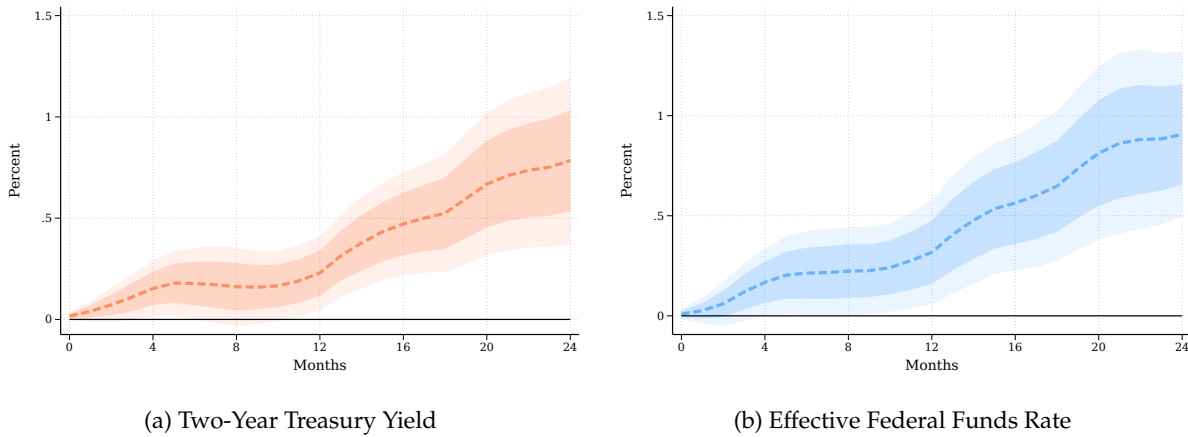 1.5
1
.5
0
Percent
0 4 8 12 16 20 24
Months
(a) Two-Year Treasury Yield
1.5
1
.5
0
Percent
0 4 8 12 16 20 24
Months
(b) Effective Federal Funds Rate